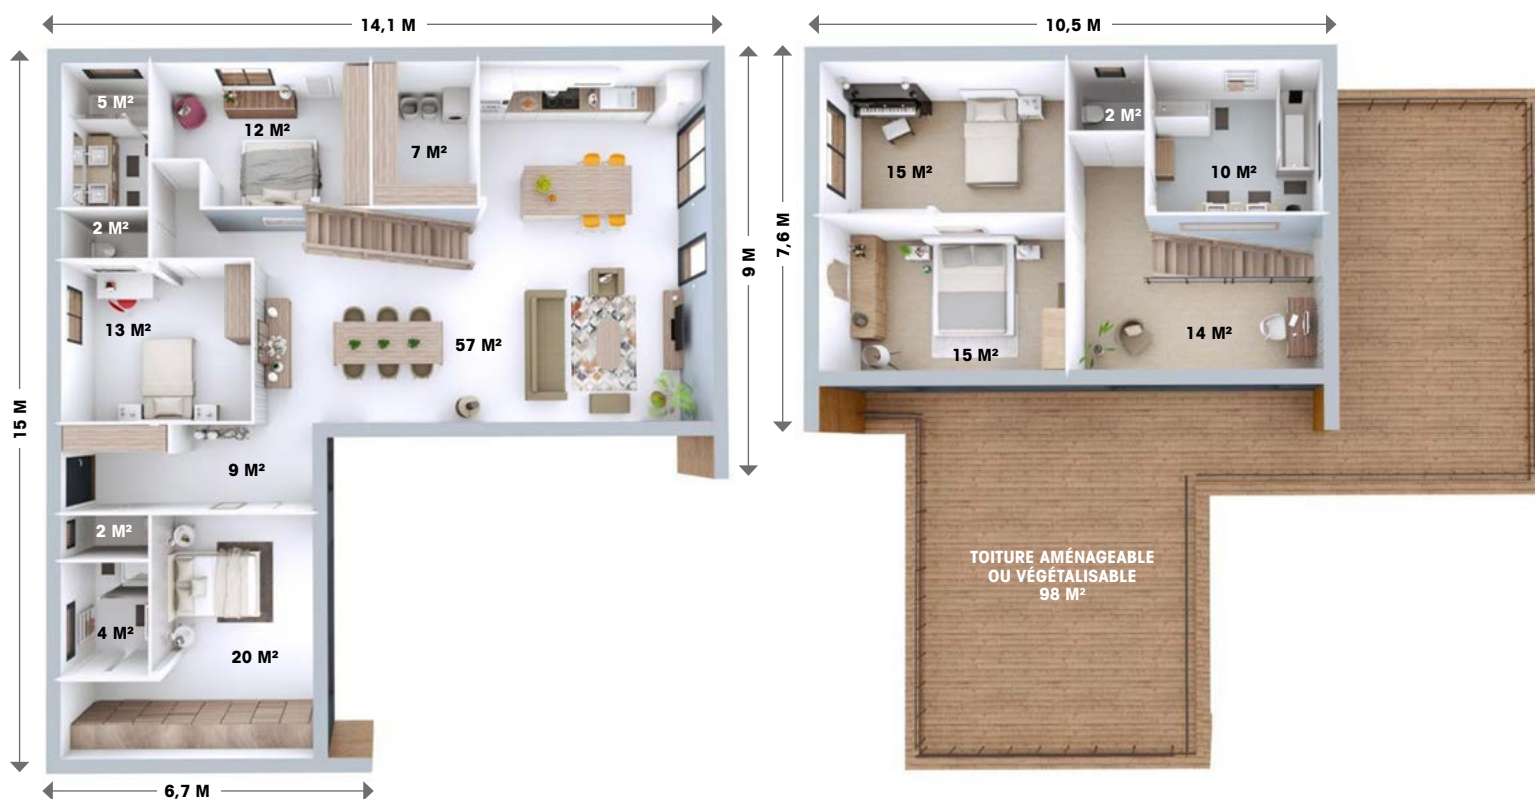 14,1 M
10,5 M
5 M²
12 M²
7 M²
2 M²
15 M²
10 M²
2 M²
7,6 M
9 M
13 M²
57 M²
14 M²
15 M²
15 M
9 M²
2 M²
TOITURE AMÉNAGEABLE
OU VÉGÉTALISABLE
98 M²
4 M²
20 M²
6,7 M